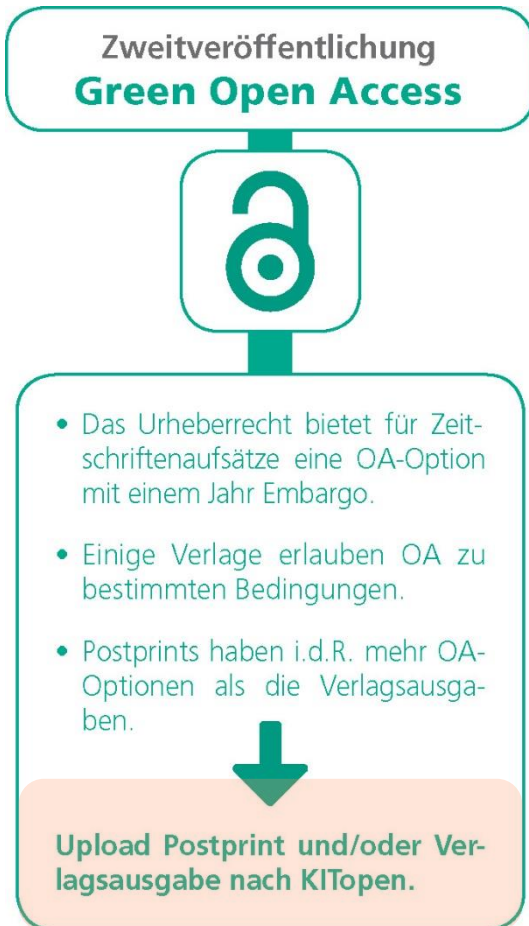 Zweitveröffentlichung
Green Open Access
• Das Urheberrecht bietet für Zeit-
schriftenaufsätze eine OA-Option
mit einem Jahr Embargo.
• Einige Verlage erlauben OA zu
bestimmten Bedingungen.
• Postprints haben i.d.R. mehr OA-
Optionen als die Verlagsausga-
ben.
Upload Postprint und/oder Ver-
lagsausgabe nach KITopen.